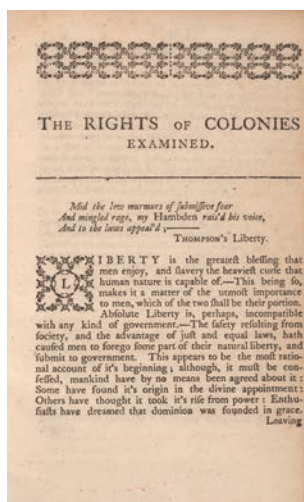 THE RIGHTS OF COLONIES
EXAMINED.
Mid the low murmurs of submissive fear
And mingled rage, my Hambden rais'd his voice,
And to the laws appeal'd ;———
THOMPSON'S Liberty.
LIBERTY is the greatest blessing that
men enjoy, and slavery the heaviest curse that
human nature is capable of.—This being so,
makes it a matter of the utmost importance
to men, which of the two shall be their portion.
Absolute Liberty is, perhaps, incompatible
with any kind of government.—The safety resulting from
society, and the advantage of just and equal laws, hath
caused men to forego some part of their natural liberty, and
submit to government. This appears to be the most ratio-
nal account of it's beginning ; although, it must be con-
fessed, mankind have by no means been agreed about it :
Some have found it's origin in the divine appointment :
Others have thought it took it's rise from power : Enthu-
siasts have dreamed that dominion was founded in grace.
Leaving